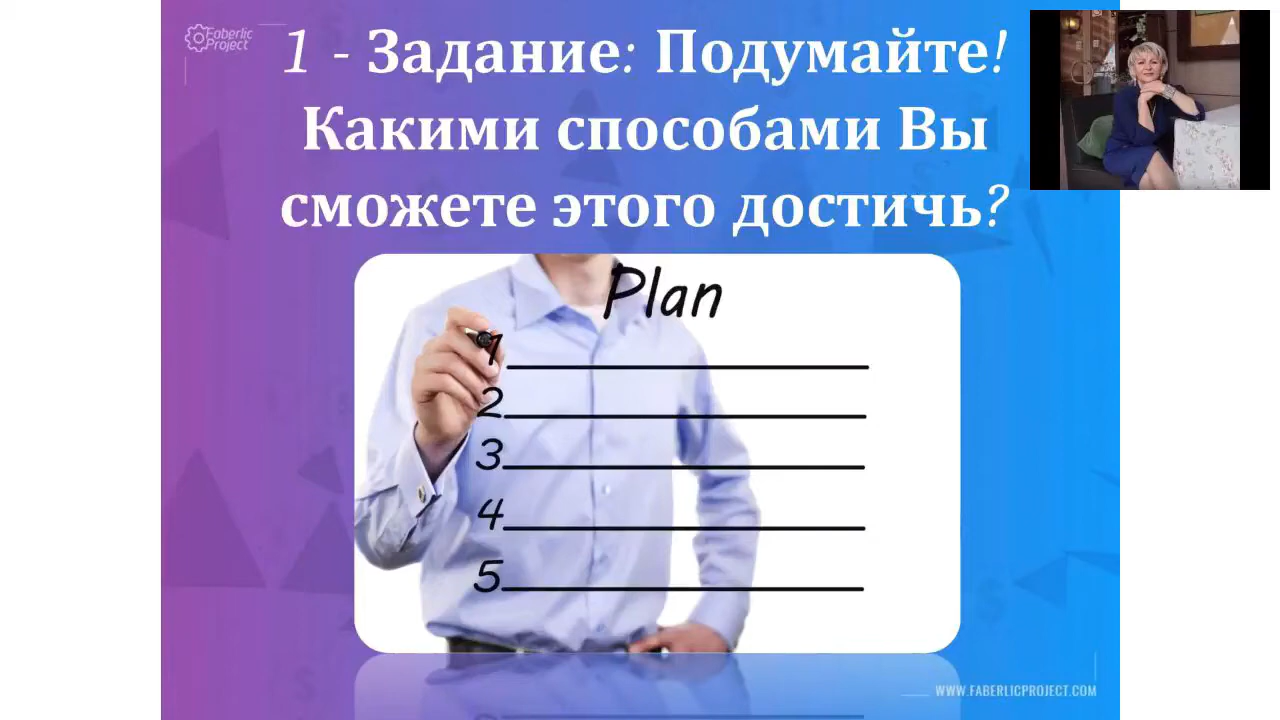 Faberlic
Project
1 - Задание: Подумайте!
Какими способами Вы
сможете этого достичь?
Plan
1
2
3
4
5
WWW.FABERLICPROJECT.COM